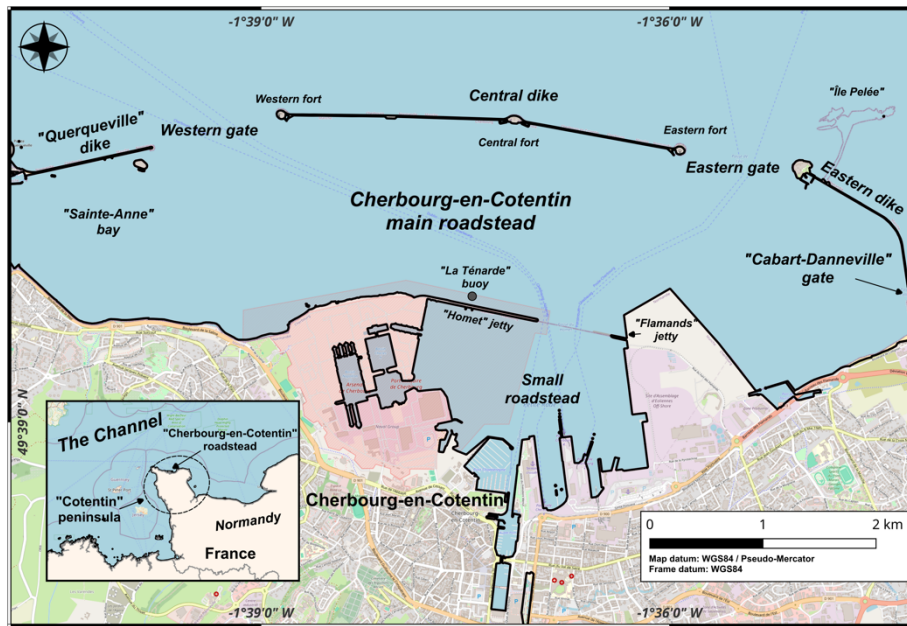 -1°39'0" W
-1°36'0" W
"Île Pelée"
Western fort
Central dike
"Querqueville"
dike
Western gate
Central fort
Eastern fort
Eastern gate
Eastern dike
Cherbourg-en-Cotentin
main roadstead
"Sainte-Anne"
bay
"Cabart-Danneville"
gate
"La Ténarde"
buoy
"Homet" jetty
"Flamands"
jetty
Small
roadstead
49°39'0" N
The Channel
"Cherbourg-en-Cotentin"
roadstead
"Cotentin"
peninsula
Normandy
France
Cherbourg-en-Cotentin
0 1 2 km
Map datum: WGS84 / Pseudo-Mercator
Frame datum: WGS84
-1°39'0" W
-1°36'0" W